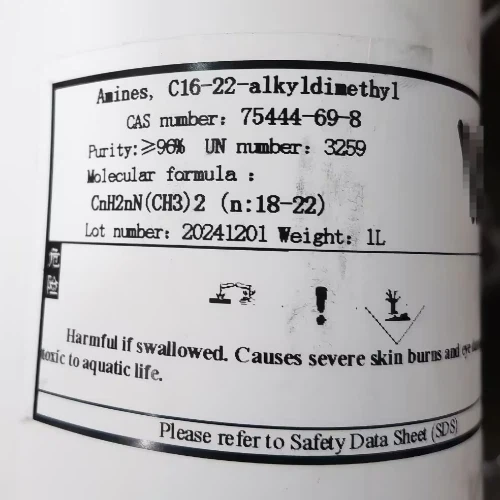 Amines, C16-22-alkyldimethyl
CAS number: 75444-69-8
Purity:≥96% UN number: 3259
Molecular formula :
CnH2nN(CH3)2 (n:18-22)
Lot number: 20241201 Weight: 1L
危
险
Harmful if swallowed. Causes severe skin burns and eye
toxic to aquatic life.
Please refer to Safety Data Sheet (SDS)